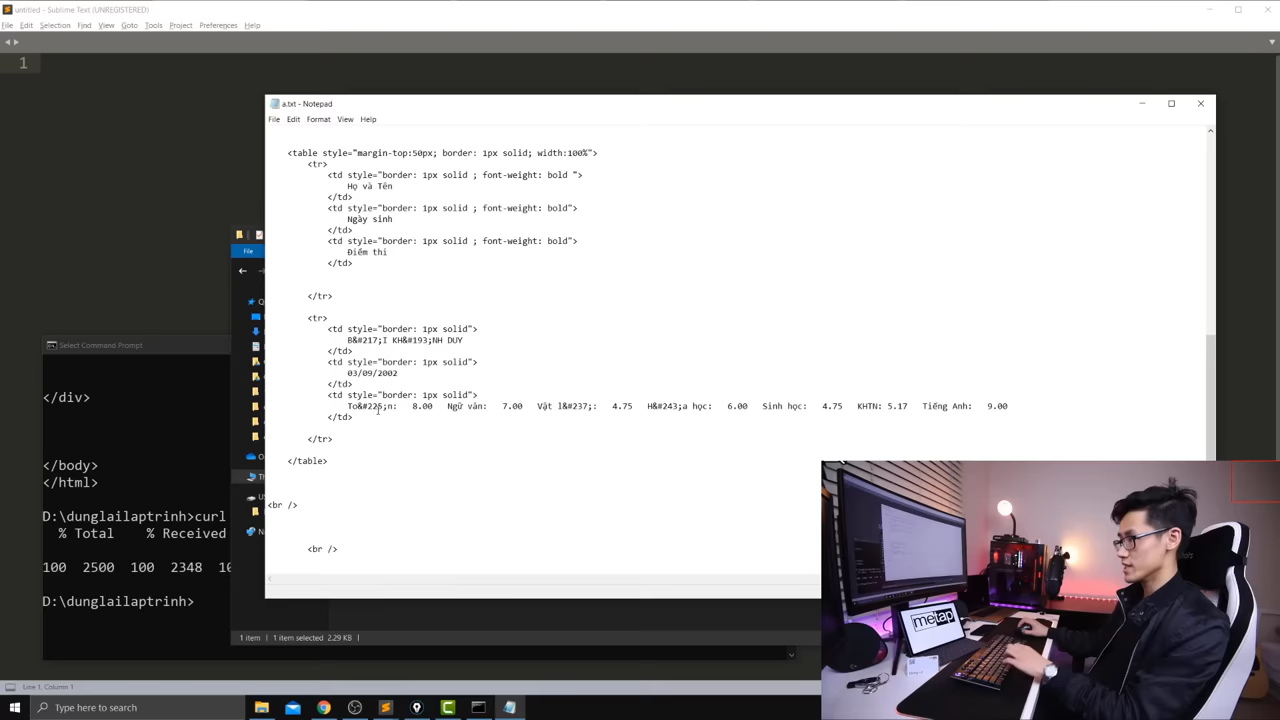 untitled - Sublime Text (UNREGISTERED)
File Edit Selection Find View Goto Tools Project Preferences Help
1
a.txt - Notepad
File Edit Format View Help
<table style="margin-top:50px; border: 1px solid; width:100%">
<tr>
<td style="border: 1px solid ; font-weight: bold ">
Họ và Tên
</td>
<td style="border: 1px solid ; font-weight: bold">
Ngày sinh
</td>
<td style="border: 1px solid ; font-weight: bold">
Điểm thi
</td>
</tr>
<tr>
<td style="border: 1px solid">
B&#217;I KH&#193;NH DUY
</td>
<td style="border: 1px solid">
03/09/2002
</td>
<td style="border: 1px solid">
To&#225;n: 8.00 Ngữ văn: 7.00 Vật l&#237;: 4.75 H&#243;a học: 6.00 Sinh học: 4.75 KHTN: 5.17 Tiếng Anh: 9.00
</td>
</tr>
</table>
<br />
<br />
File
Select Command Prompt
</div>
</body>
</html>
D:\dunglailaptrinh>curl
% Total % Received
100 2500 100 2348
D:\dunglailaptrinh>
1 item 1 item selected 2.29 KB
metap
Line 1, Column 1
Type here to search